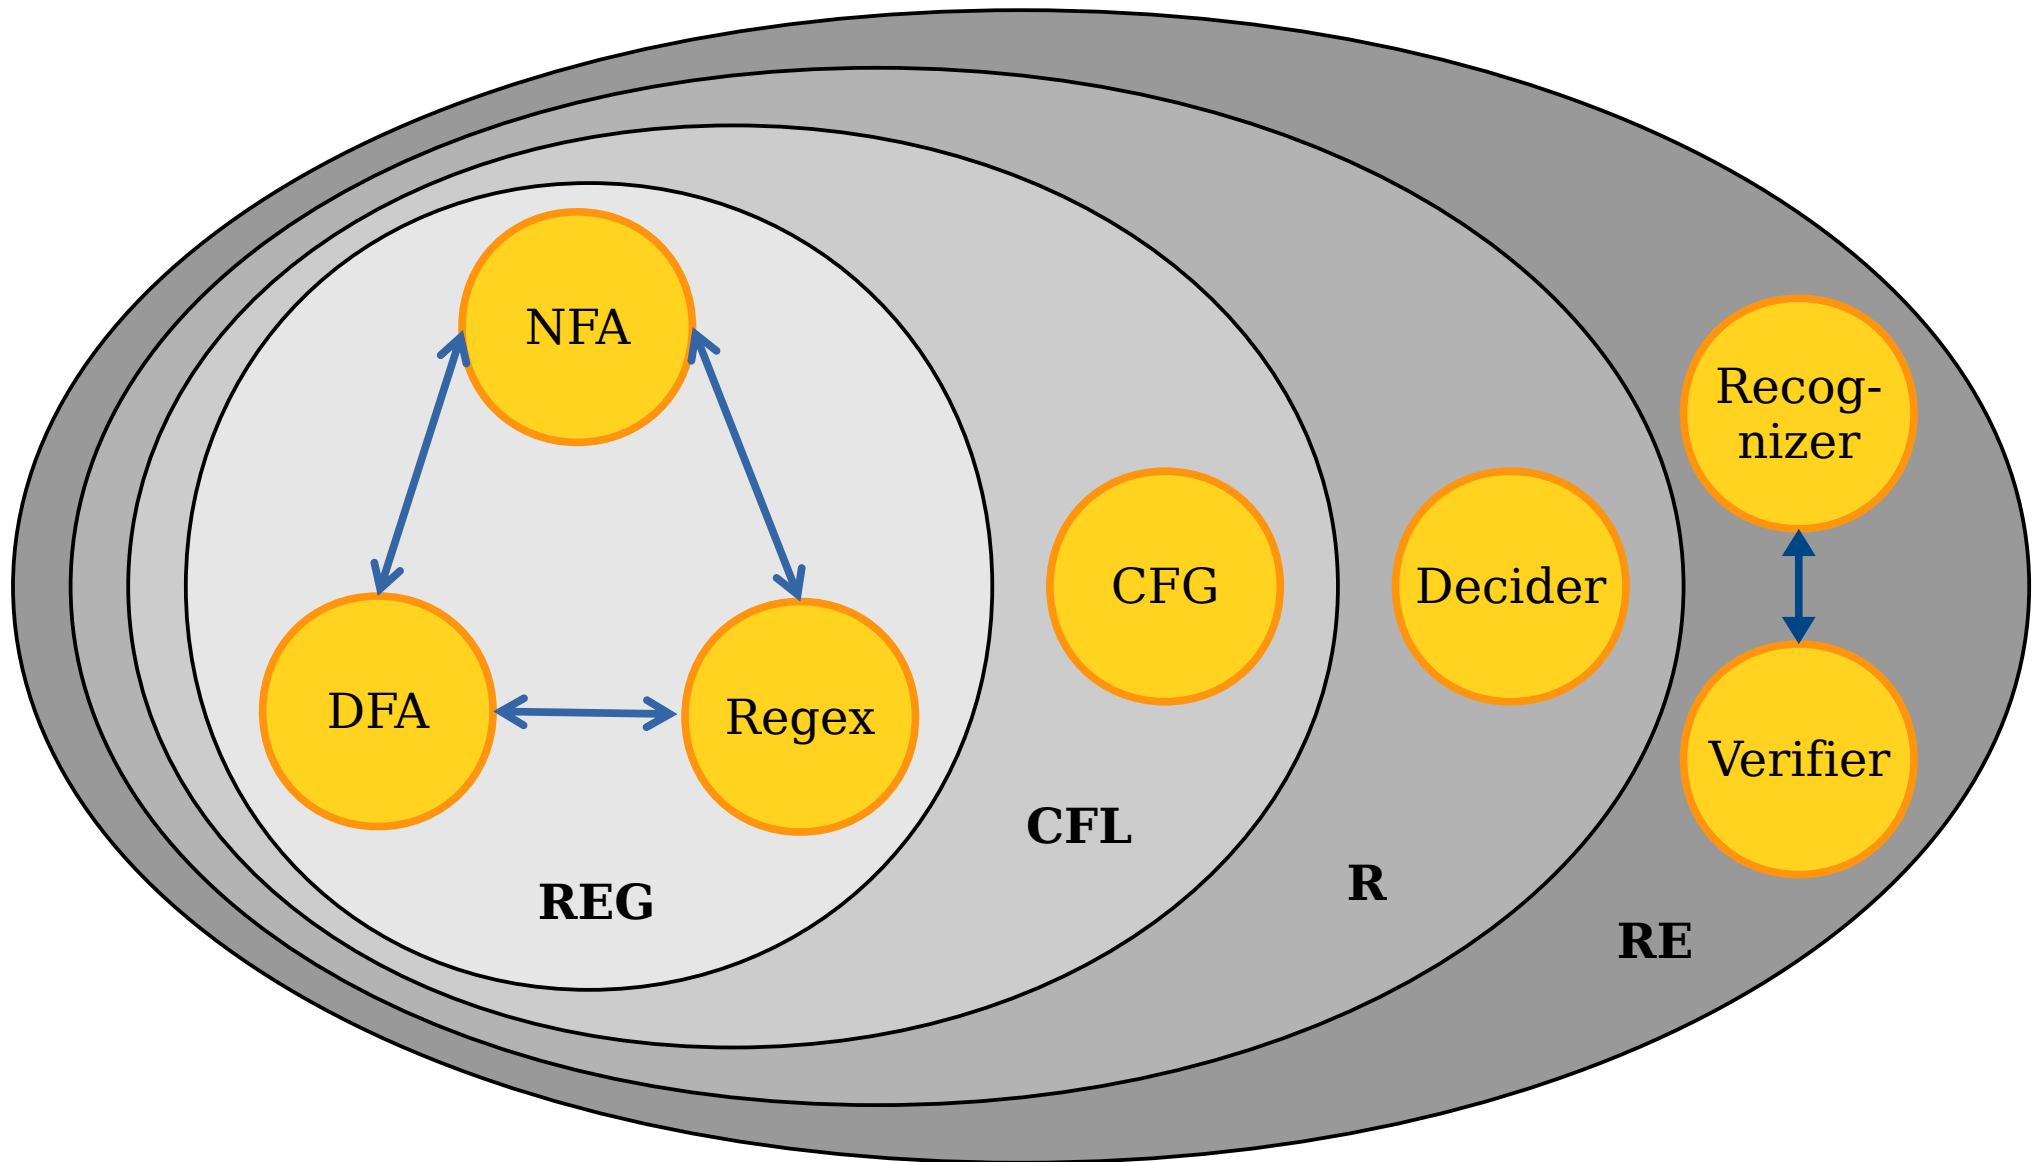 NFA
DFA
Regex
REG
CFG
CFL
Decider
R
Recog-
nizer
Verifier
RE